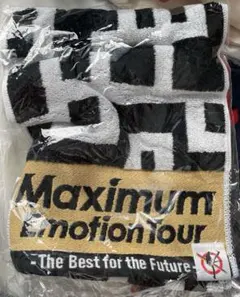 Maximum
EmotionTour
-The Best for the Future-